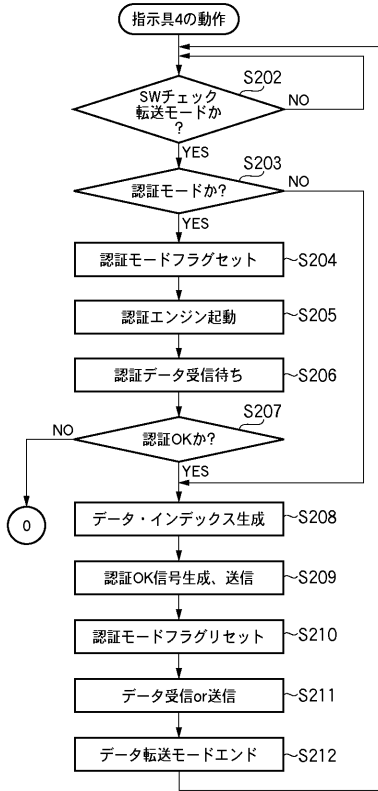 指示具4の動作
S202
SWチェック
転送モードか
?
NO
YES
S203
認証モードか?
NO
YES
認証モードフラグセット
S204
認証エンジン起動
S205
認証データ受信待ち
S206
S207
認証OKか?
NO
YES
0
データ・インデックス生成
S208
認証OK信号生成、送信
S209
認証モードフラグリセット
S210
データ受信or送信
S211
データ転送モードエンド
S212